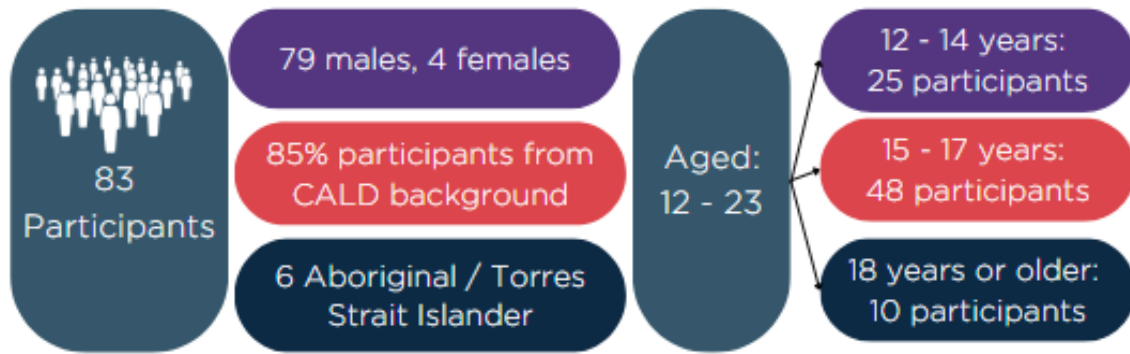 83
Participants
79 males, 4 females
85% participants from
CALD background
6 Aboriginal / Torres
Strait Islander
Aged:
12 - 23
12 - 14 years:
25 participants
15 - 17 years:
48 participants
18 years or older:
10 participants